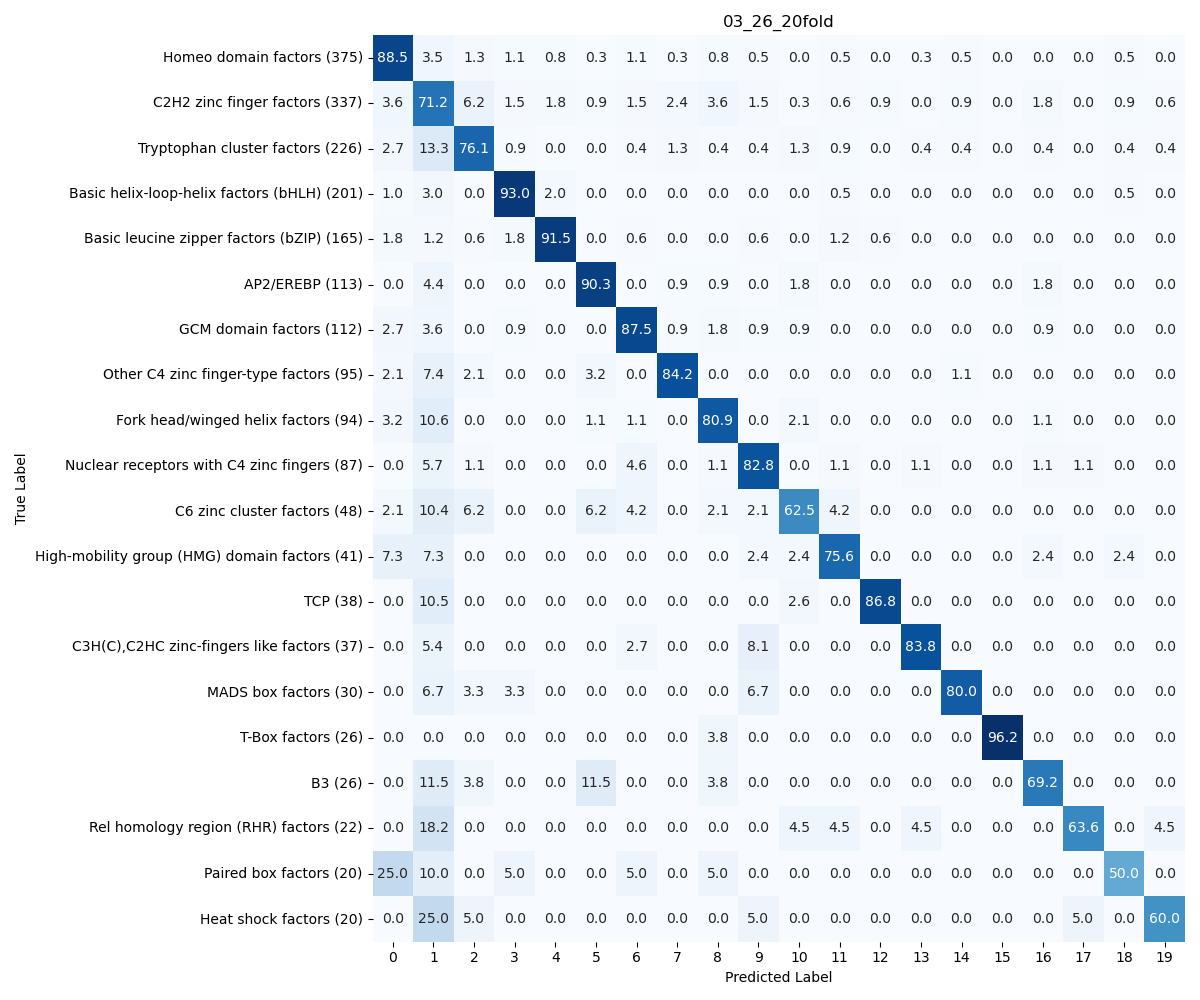 03_26_20fold
True Label
Homeo domain factors (375) 88.5 3.5 1.3 1.1 0.8 0.3 1.1 0.3 0.8 0.5 0.0 0.5 0.0 0.3 0.5 0.0 0.0 0.0 0.5 0.0
C2H2 zinc finger factors (337) 3.6 71.2 6.2 1.5 1.8 0.9 1.5 2.4 3.6 1.5 0.3 0.6 0.9 0.0 0.9 0.0 1.8 0.0 0.9 0.6
Tryptophan cluster factors (226) 2.7 13.3 76.1 0.9 0.0 0.0 0.4 1.3 0.4 0.4 1.3 0.9 0.0 0.4 0.4 0.0 0.4 0.0 0.4 0.4
Basic helix-loop-helix factors (bHLH) (201) 1.0 3.0 0.0 93.0 2.0 0.0 0.0 0.0 0.0 0.0 0.0 0.5 0.0 0.0 0.0 0.0 0.0 0.0 0.5 0.0
Basic leucine zipper factors (bZIP) (165) 1.8 1.2 0.6 1.8 91.5 0.0 0.6 0.0 0.0 0.6 0.0 1.2 0.6 0.0 0.0 0.0 0.0 0.0 0.0 0.0
AP2/EREBP (113) 0.0 4.4 0.0 0.0 0.0 90.3 0.0 0.9 0.9 0.0 1.8 0.0 0.0 0.0 0.0 0.0 1.8 0.0 0.0 0.0
GCM domain factors (112) 2.7 3.6 0.0 0.9 0.0 0.0 87.5 0.9 1.8 0.9 0.9 0.0 0.0 0.0 0.0 0.0 0.9 0.0 0.0 0.0
Other C4 zinc finger-type factors (95) 2.1 7.4 2.1 0.0 0.0 3.2 0.0 84.2 0.0 0.0 0.0 0.0 0.0 0.0 1.1 0.0 0.0 0.0 0.0 0.0
Fork head/winged helix factors (94) 3.2 10.6 0.0 0.0 0.0 1.1 1.1 0.0 80.9 0.0 2.1 0.0 0.0 0.0 0.0 0.0 1.1 0.0 0.0 0.0
Nuclear receptors with C4 zinc fingers (87) 0.0 5.7 1.1 0.0 0.0 0.0 4.6 0.0 1.1 82.8 0.0 1.1 0.0 1.1 0.0 0.0 1.1 1.1 0.0 0.0
C6 zinc cluster factors (48) 2.1 10.4 6.2 0.0 0.0 6.2 4.2 0.0 2.1 2.1 62.5 4.2 0.0 0.0 0.0 0.0 0.0 0.0 0.0 0.0
High-mobility group (HMG) domain factors (41) 7.3 7.3 0.0 0.0 0.0 0.0 0.0 0.0 0.0 2.4 2.4 75.6 0.0 0.0 0.0 0.0 2.4 0.0 2.4 0.0
TCP (38) 0.0 10.5 0.0 0.0 0.0 0.0 0.0 0.0 0.0 0.0 2.6 0.0 86.8 0.0 0.0 0.0 0.0 0.0 0.0 0.0
C3H(C),C2HC zinc-fingers like factors (37) 0.0 5.4 0.0 0.0 0.0 0.0 2.7 0.0 0.0 8.1 0.0 0.0 0.0 83.8 0.0 0.0 0.0 0.0 0.0 0.0
MADS box factors (30) 0.0 6.7 3.3 3.3 0.0 0.0 0.0 0.0 0.0 6.7 0.0 0.0 0.0 0.0 80.0 0.0 0.0 0.0 0.0 0.0
T-Box factors (26) 0.0 0.0 0.0 0.0 0.0 0.0 0.0 0.0 3.8 0.0 0.0 0.0 0.0 0.0 0.0 96.2 0.0 0.0 0.0 0.0
B3 (26) 0.0 11.5 3.8 0.0 0.0 11.5 0.0 0.0 3.8 0.0 0.0 0.0 0.0 0.0 0.0 0.0 69.2 0.0 0.0 0.0
Rel homology region (RHR) factors (22) 0.0 18.2 0.0 0.0 0.0 0.0 0.0 0.0 0.0 0.0 4.5 4.5 0.0 4.5 0.0 0.0 0.0 63.6 0.0 4.5
Paired box factors (20) 25.0 10.0 0.0 5.0 0.0 0.0 5.0 0.0 5.0 0.0 0.0 0.0 0.0 0.0 0.0 0.0 0.0 0.0 50.0 0.0
Heat shock factors (20) 0.0 25.0 5.0 0.0 0.0 0.0 0.0 0.0 0.0 5.0 0.0 0.0 0.0 0.0 0.0 0.0 0.0 5.0 0.0 60.0
0 1 2 3 4 5 6 7 8 9 10 11 12 13 14 15 16 17 18 19
Predicted Label